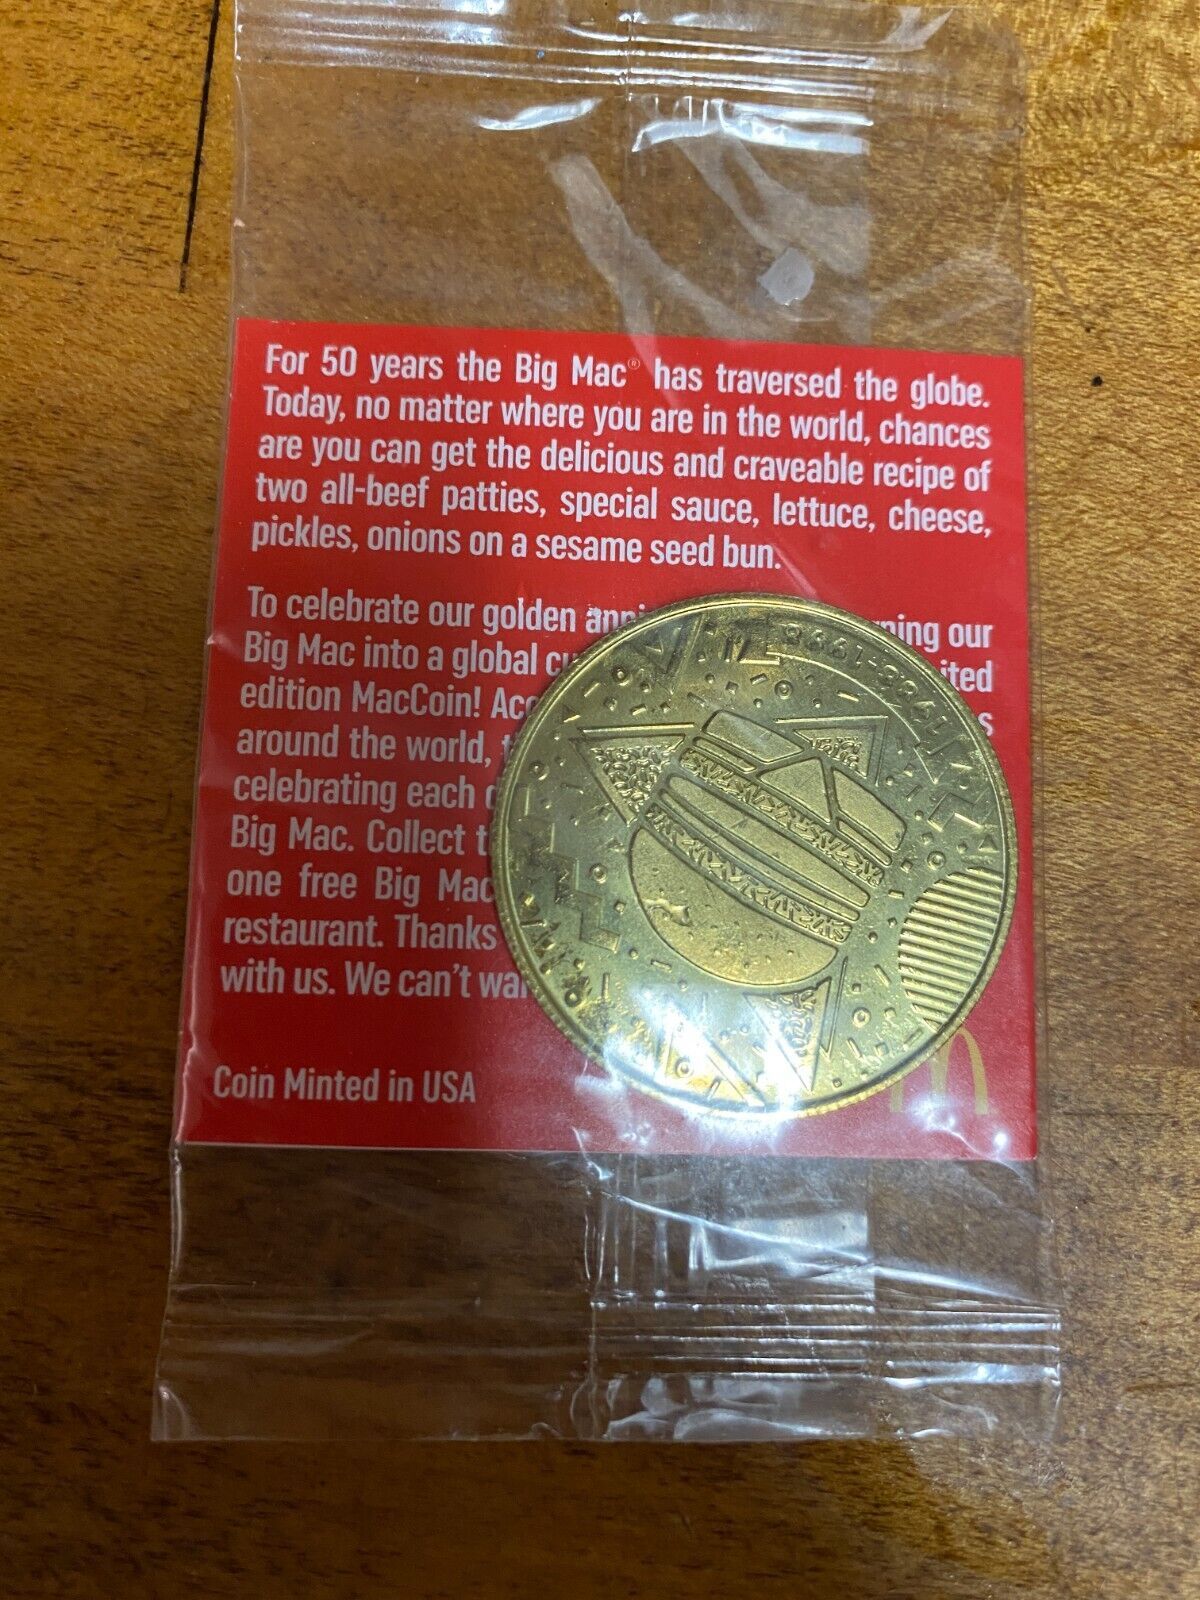 For 50 years the Big Mac® has traversed the globe.
Today, no matter where you are in the world, chances
are you can get the delicious and craveable recipe of
two all-beef patties, special sauce, lettuce, cheese,
pickles, onions on a sesame seed bun.
To celebrate our golden our
Big Mac into a global
edition MacCoin!
around the world,
celebrating each
Big Mac. Collect
one free Big Mac
restaurant. Thanks
with us. We can't
Coin Minted in USA
1988-1998